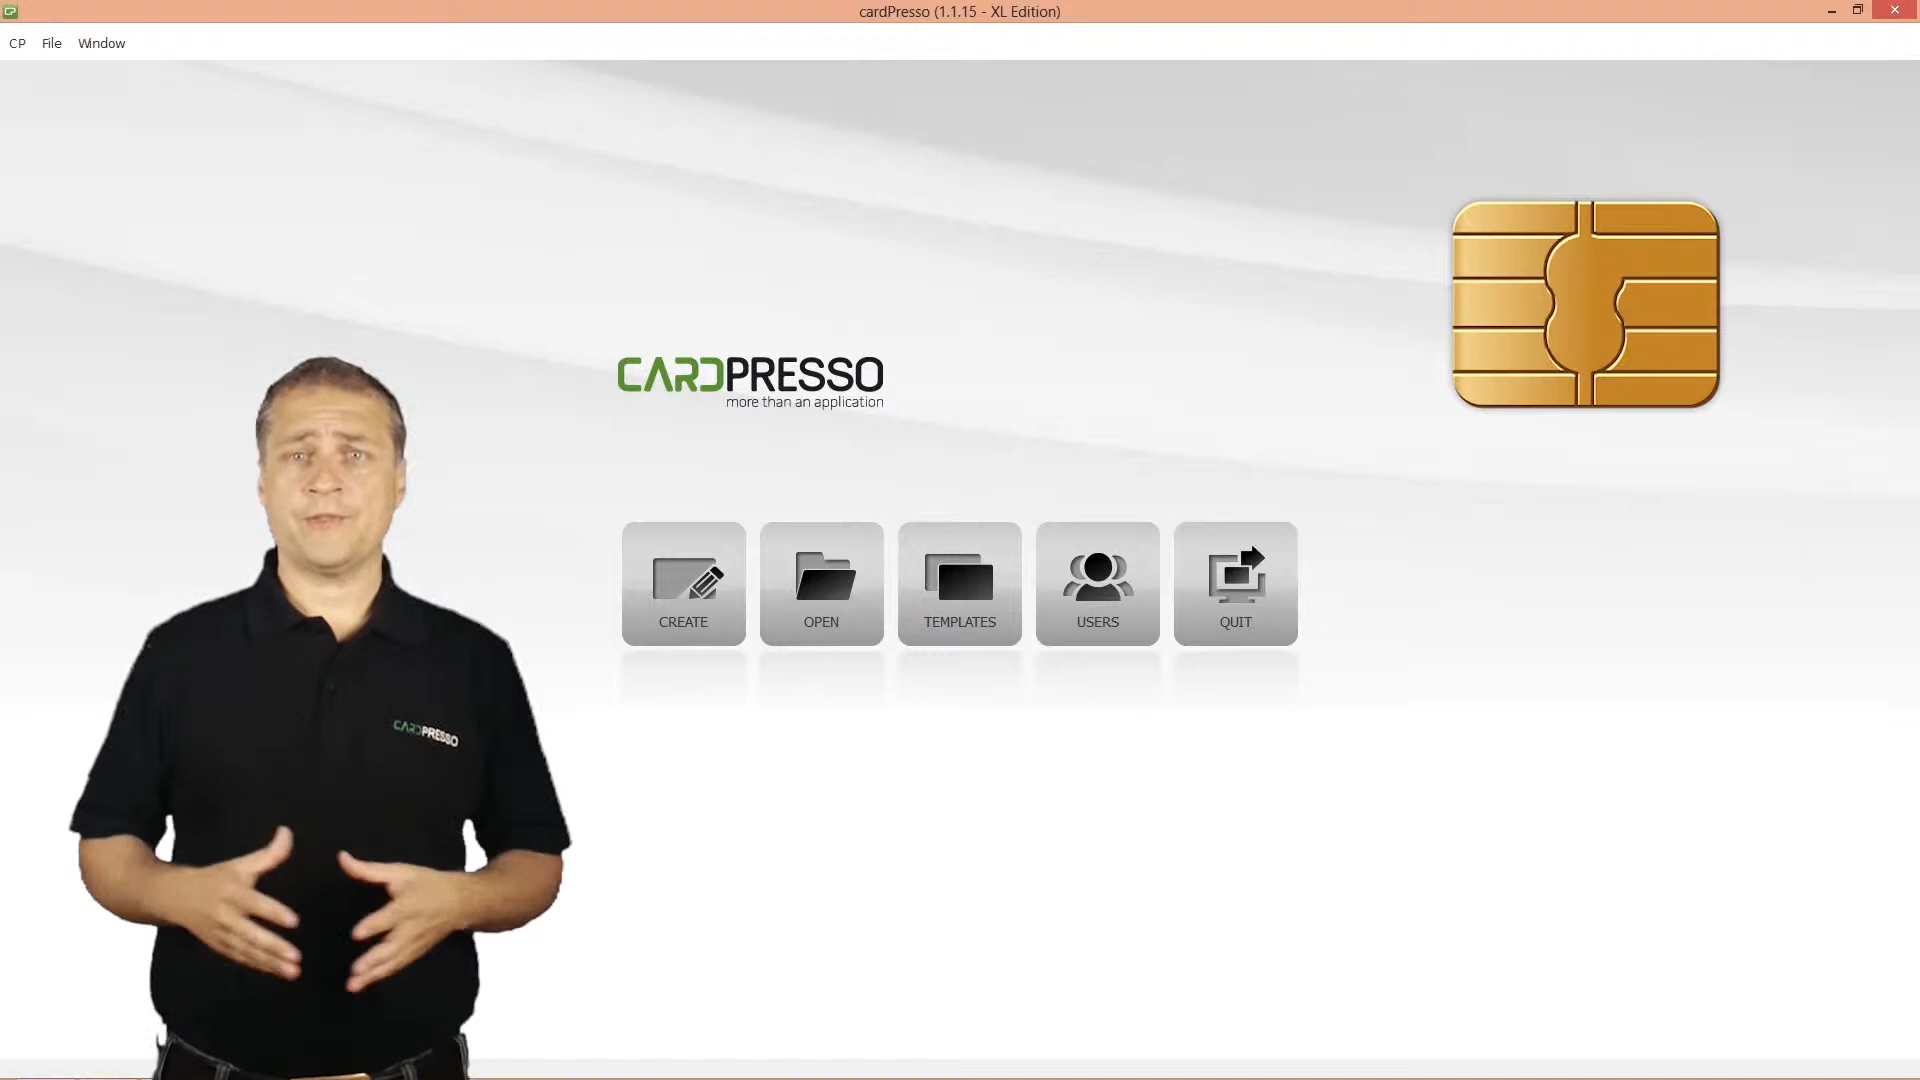 cardPresso (1.1.15 - XL Edition)
CP File Window
CARDPRESSO
more than an application
CREATE OPEN TEMPLATES USERS QUIT
CARDPRESSO